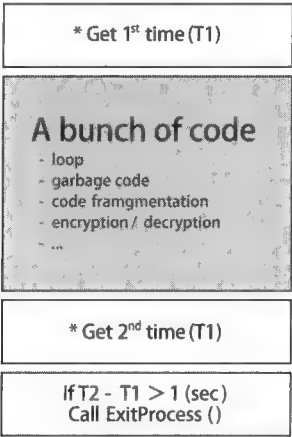 * Get 1st time (T1)
A bunch of code
- loop
- garbage code
- code framgmentation
- encryption / decryption
- ...
* Get 2nd time (T1)
if T2 - T1 > 1 (sec)
Call ExitProcess ()